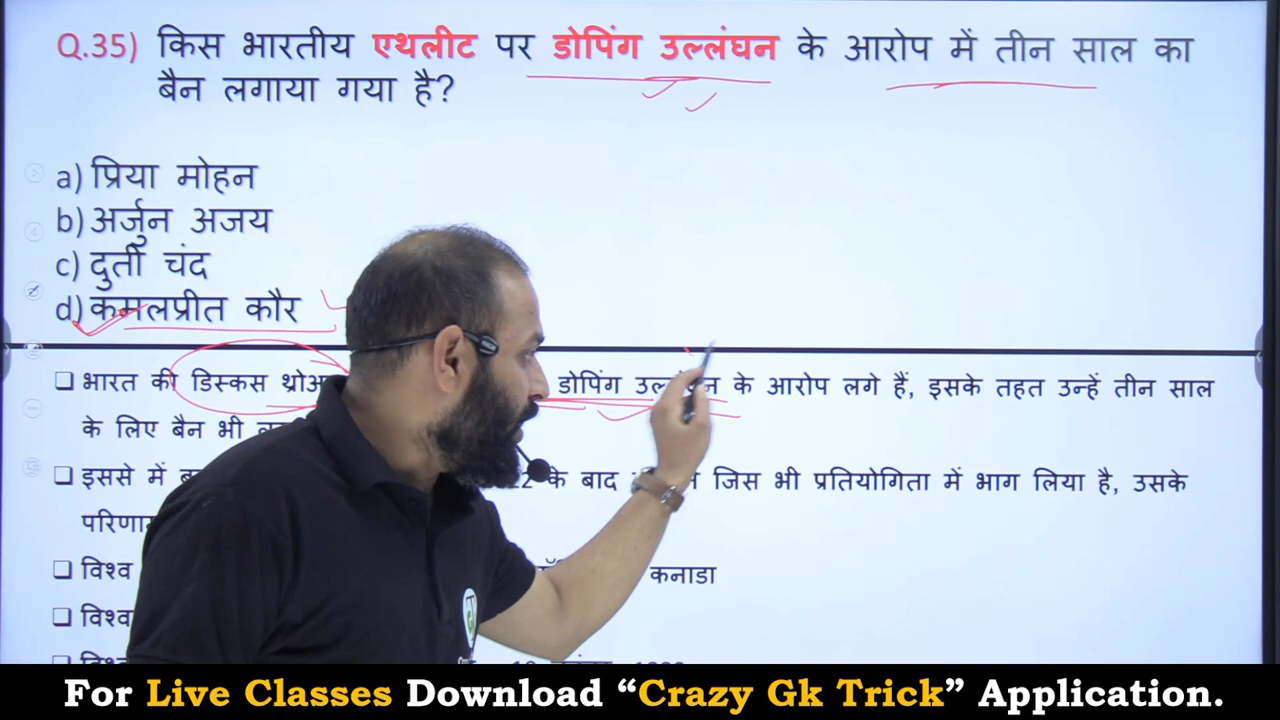 Q.35) किस भारतीय एथलीट पर डोपिंग उल्लंघन के आरोप में तीन साल का
बैन लगाया गया है?
a) प्रिया मोहन
b) अर्जुन अजय
c) दुती चंद
d) कमलप्रीत कौर
भारत की डिस्कस डोपिंग के आरोप लगे हैं, इसके तहत उन्हें तीन साल
के लिए बैन भी
इससे में के बाद जिस भी प्रतियोगिता में भाग लिया है, उसके
विश्व कनाडा
विश्व
For Live Classes Download “Crazy Gk Trick” Application.